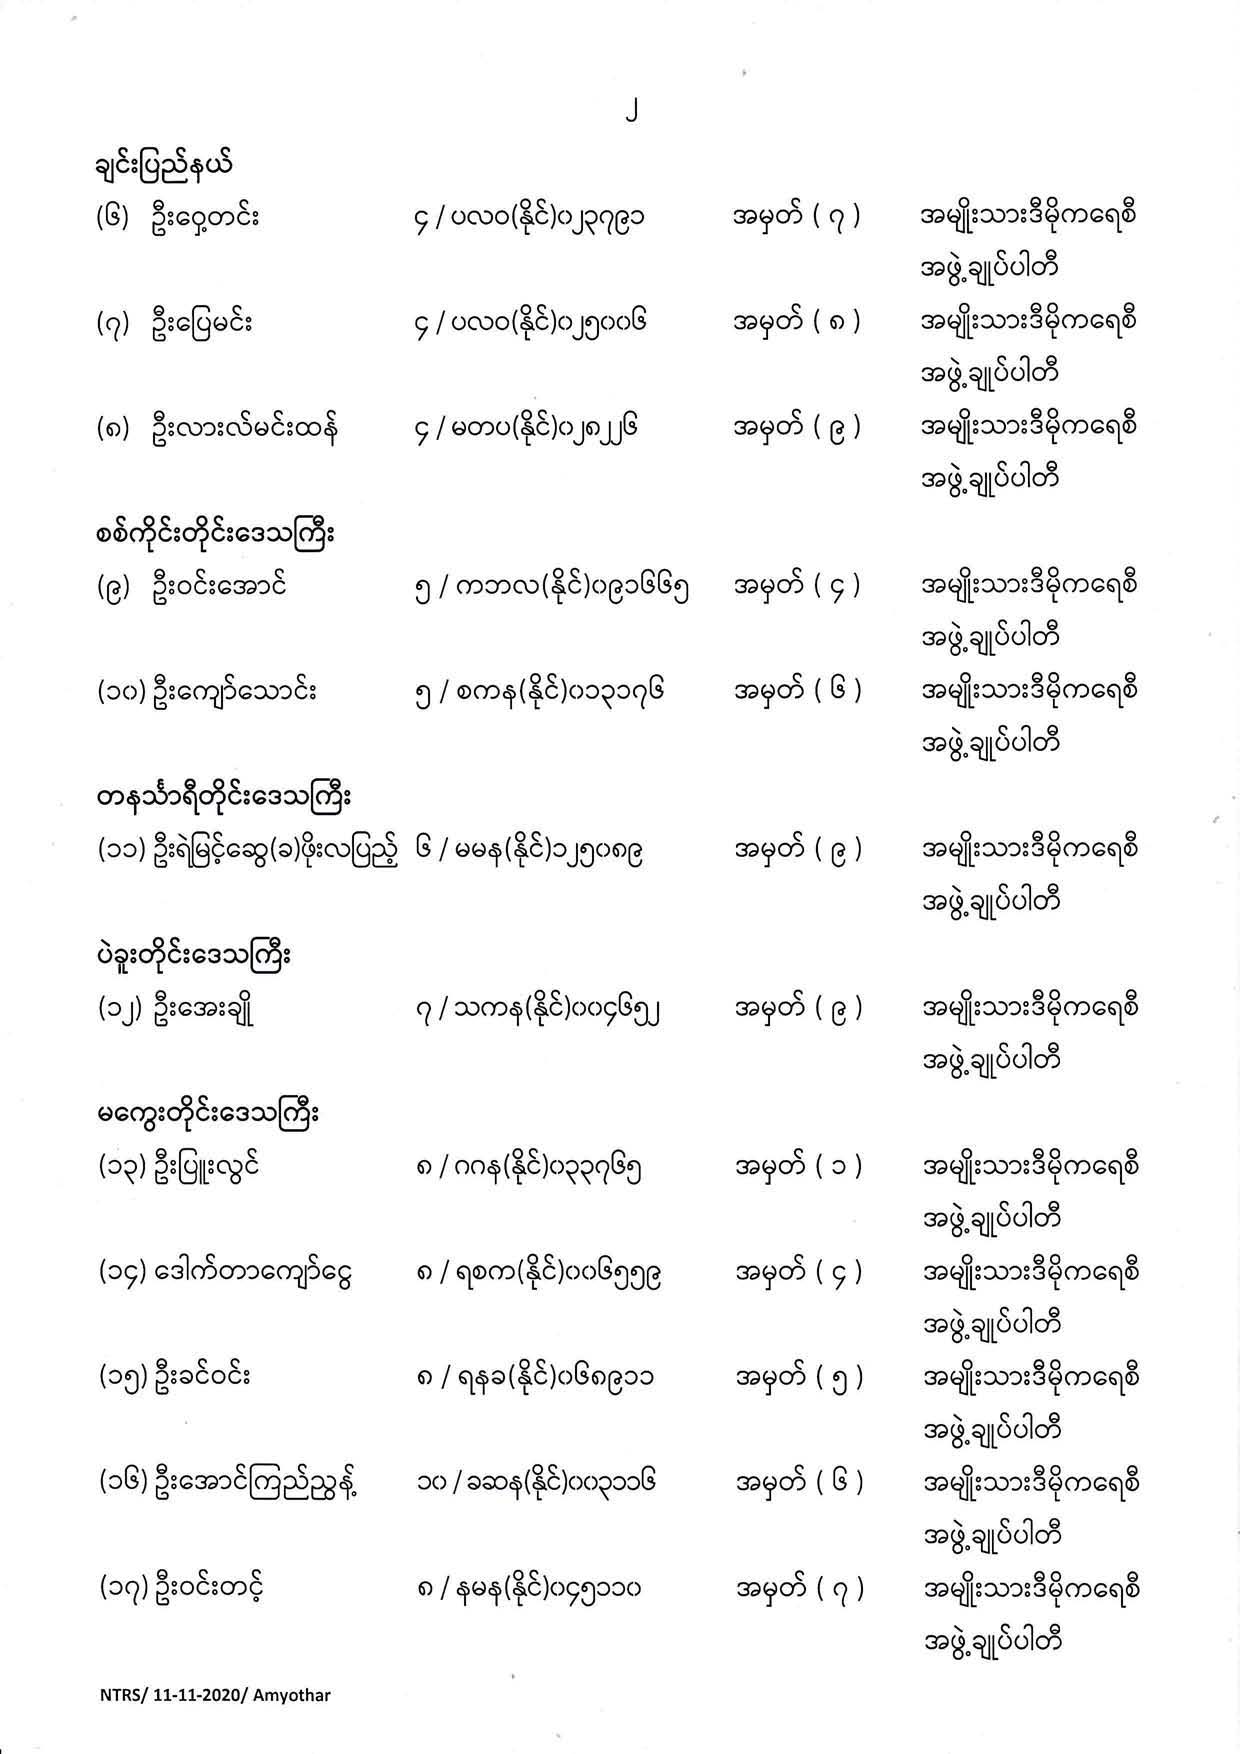 ၂
ချင်းပြည်နယ်
(၆) ဦးဝှေ့တင်း ၄ / ပလဝ(နိုင်)၀၂၃၇၉၁ အမှတ် ( ၇ ) အမျိုးသားဒီမိုကရေစီ
အဖွဲ့ချုပ်ပါတီ
(၇) ဦးပြေမင်း ၄ / ပလဝ(နိုင်)၀၂၅၀၀၆ အမှတ် ( ၈ ) အမျိုးသားဒီမိုကရေစီ
အဖွဲ့ချုပ်ပါတီ
(၈) ဦးလားလ်မင်းထန် ၄ / မတပ(နိုင်)၀၂၈၂၂၆ အမှတ် ( ၉ ) အမျိုးသားဒီမိုကရေစီ
အဖွဲ့ချုပ်ပါတီ
စစ်ကိုင်းတိုင်းဒေသကြီး
(၉) ဦးဝင်းအောင် ၅ / ကဘလ(နိုင်)၀၉၁၆၆၅ အမှတ် ( ၄ ) အမျိုးသားဒီမိုကရေစီ
အဖွဲ့ချုပ်ပါတီ
(၁၀) ဦးကျော်သောင်း ၅ / စကန(နိုင်)၀၁၃၁၇၆ အမှတ် ( ၆ ) အမျိုးသားဒီမိုကရေစီ
အဖွဲ့ချုပ်ပါတီ
တနင်္သာရီတိုင်းဒေသကြီး
(၁၁) ဦးရဲမြင့်ဆွေ(ခ)ဖိုးလပြည့် ၆ / မမန(နိုင်)၁၂၅၀၈၉ အမှတ် ( ၉ ) အမျိုးသားဒီမိုကရေစီ
အဖွဲ့ချုပ်ပါတီ
ပဲခူးတိုင်းဒေသကြီး
(၁၂) ဦးအေးချို ၇ / သကန(နိုင်)၀၀၄၆၅၂ အမှတ် ( ၉ ) အမျိုးသားဒီမိုကရေစီ
အဖွဲ့ချုပ်ပါတီ
မကွေးတိုင်းဒေသကြီး
(၁၃) ဦးပြူးလွင် ၈ / ဂဂန(နိုင်)၀၃၃၇၆၅ အမှတ် ( ၁ ) အမျိုးသားဒီမိုကရေစီ
အဖွဲ့ချုပ်ပါတီ
(၁၄) ဒေါက်တာကျော်ငွေ ၈ / ရစက(နိုင်)၀၀၆၅၅၉ အမှတ် ( ၄ ) အမျိုးသားဒီမိုကရေစီ
အဖွဲ့ချုပ်ပါတီ
(၁၅) ဦးခင်ဝင်း ၈ / ရနခ(နိုင်)၀၆၈၉၁၁ အမှတ် ( ၅ ) အမျိုးသားဒီမိုကရေစီ
အဖွဲ့ချုပ်ပါတီ
(၁၆) ဦးအောင်ကြည်ညွန့် ၁၀ / ခဆန(နိုင်)၀၀၃၁၁၆ အမှတ် ( ၆ ) အမျိုးသားဒီမိုကရေစီ
အဖွဲ့ချုပ်ပါတီ
(၁၇) ဦးဝင်းတင့် ၈ / နမန(နိုင်)၀၄၅၁၁၀ အမှတ် ( ၇ ) အမျိုးသားဒီမိုကရေစီ
အဖွဲ့ချုပ်ပါတီ
NTRS/ 11-11-2020/ Amyothar